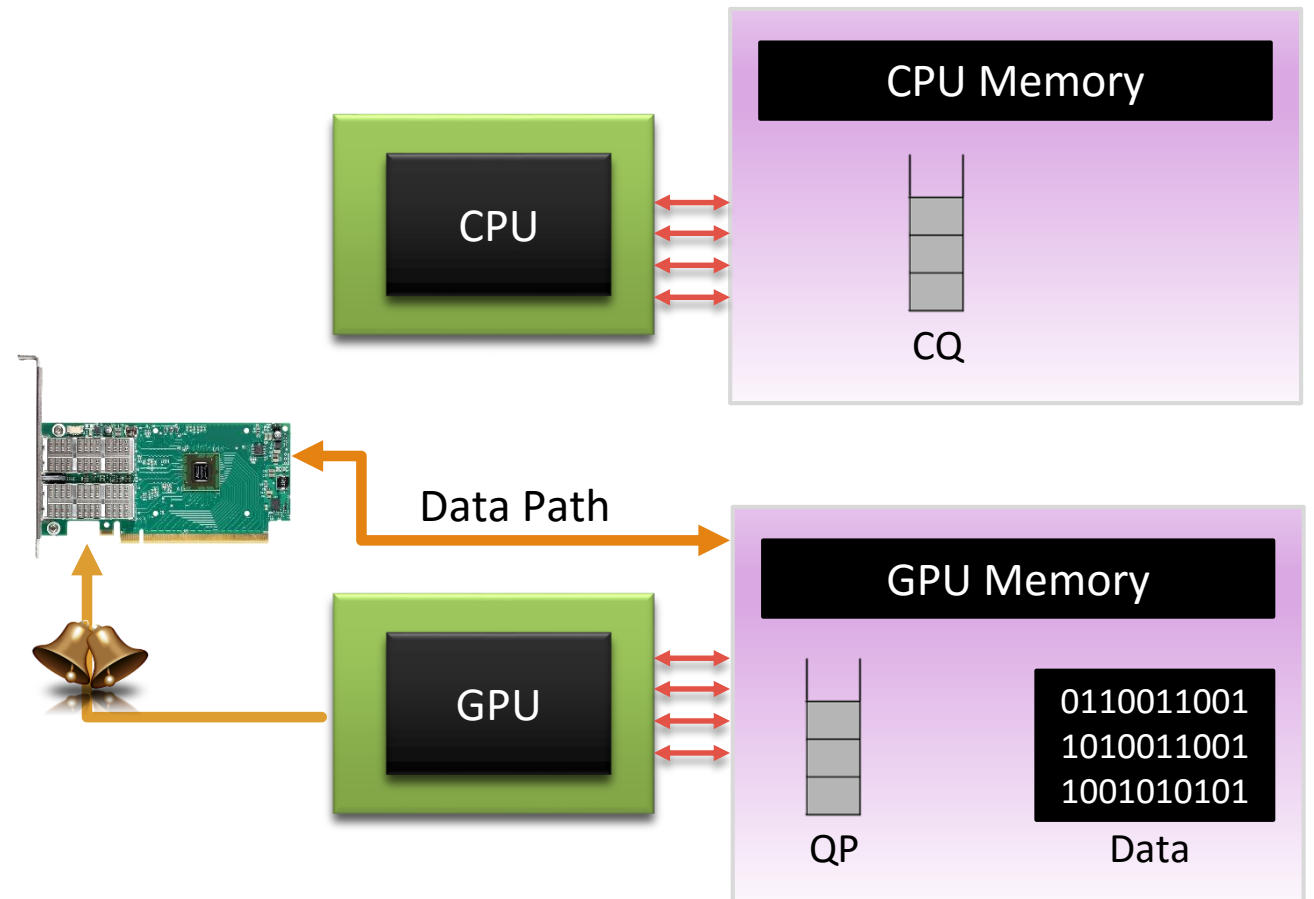 CPU Memory
CPU
CQ
Data Path
GPU Memory
GPU
0110011001
1010011001
1001010101
QP
Data